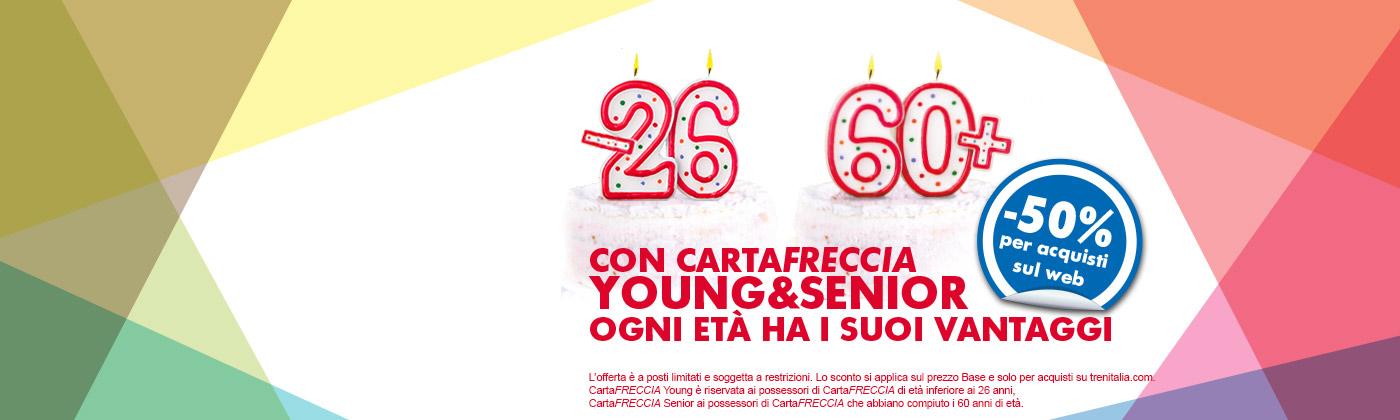 -26 60+
-50%
per acquisti
sul web
CON CARTAFRECCIA
YOUNG&SENIOR
OGNI ETÀ HA I SUOI VANTAGGI
L'offerta è a posti limitati e soggetta a restrizioni. Lo sconto si applica sul prezzo Base e solo per acquisti su trenitalia.com.
CartaFRECCIA Young è riservata ai possessori di CartaFRECCIA di età inferiore ai 26 anni,
CartaFRECCIA Senior ai possessori di CartaFRECCIA che abbiano compiuto i 60 anni di età.